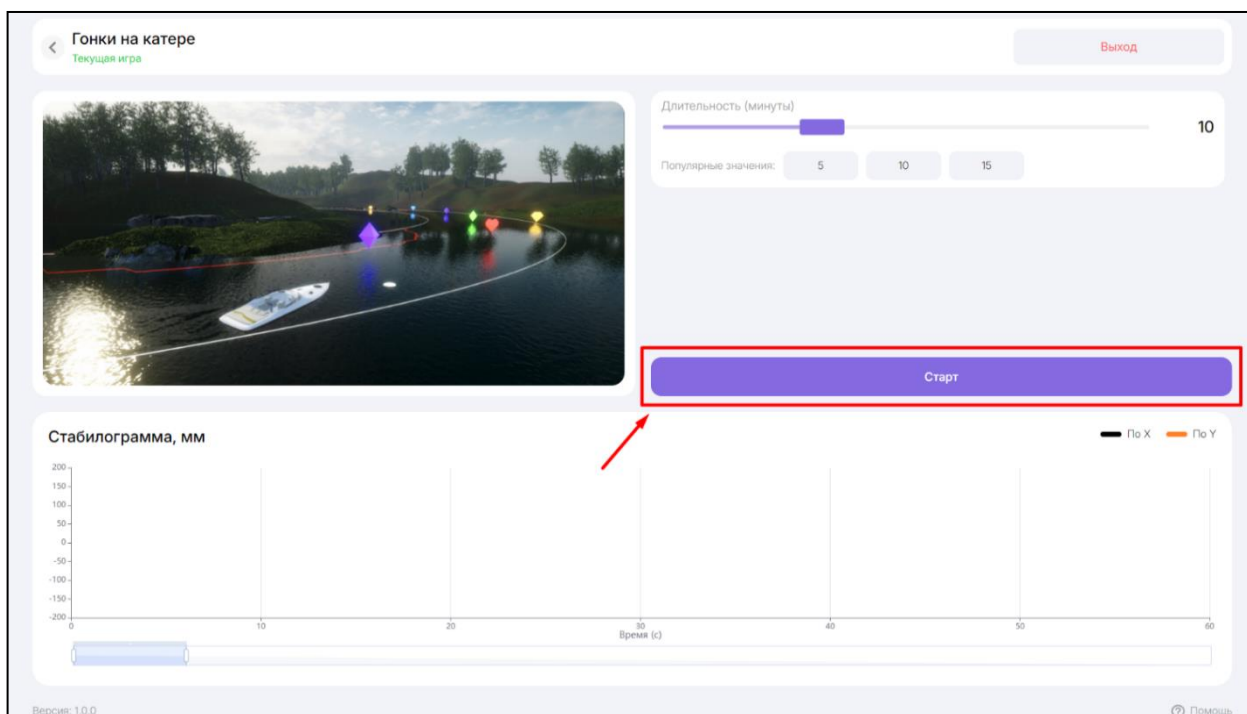 Гонки на катере
Текущая игра
Выход
Длительность (минуты)
10
Популярные значения: 5 10 15
Старт
Стабилограмма, мм
По X По Y
200
150
100
50
0
-50
-100
-150
-200
0 10 20 30 40 50 60
Время (с)
Версия: 1.0.0
Помощь